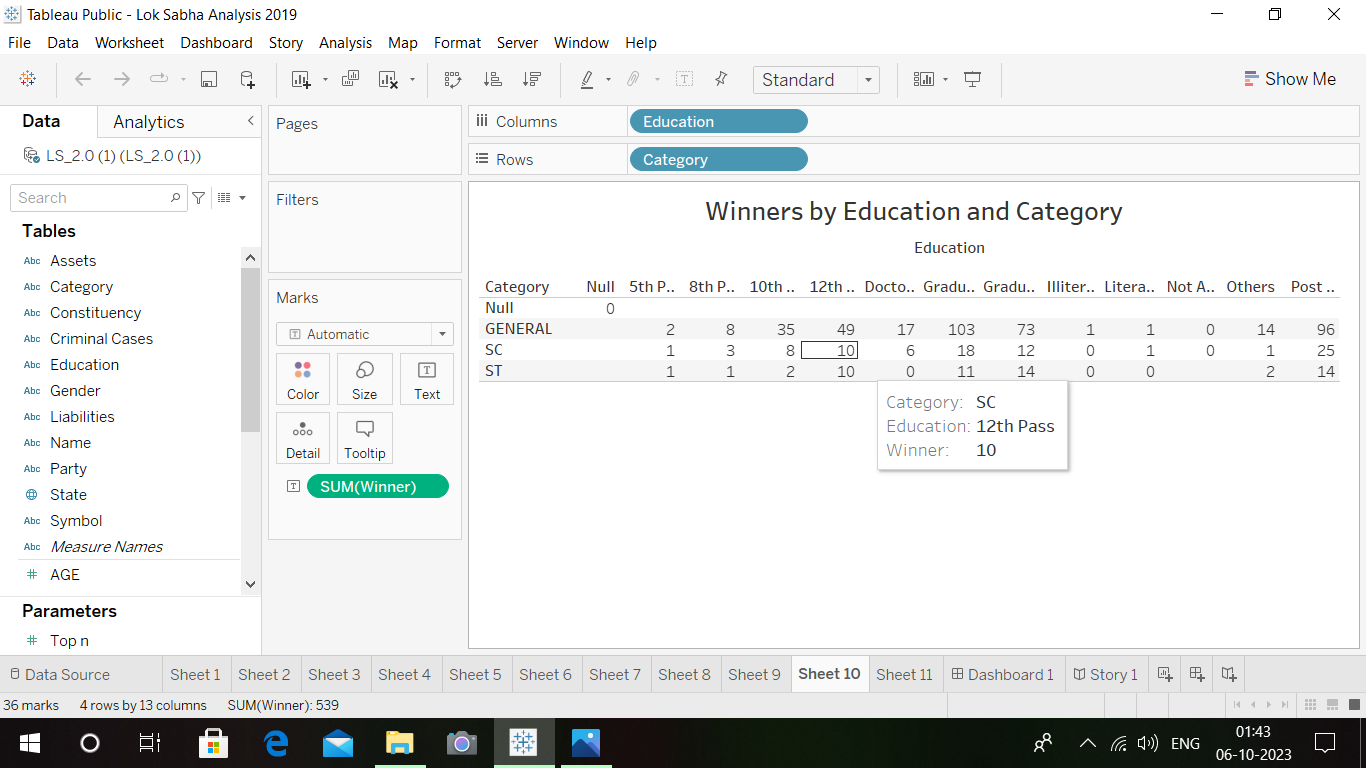 Tableau Public - Lok Sabha Analysis 2019
File Data Worksheet Dashboard Story Analysis Map Format Server Window Help
Standard
Show Me
Data Analytics
LS_2.0 (1) (LS_2.0 (1))
Search
Tables
Abc Assets
Abc Category
Abc Constituency
Abc Criminal Cases
Abc Education
Abc Gender
Abc Liabilities
Abc Name
Abc Party
State
Abc Symbol
Abc Measure Names
# AGE
Parameters
# Top n
Pages
Filters
Marks
T Automatic
Color Size Text
Detail Tooltip
T SUM(Winner)
Columns Education
Rows Category
Winners by Education and Category
Education
Category Null 5th P.. 8th P.. 10th .. 12th .. Docto.. Gradu.. Gradu.. Illiter.. Litera.. Not A.. Others Post ..
Null 0
GENERAL 2 8 35 49 17 103 73 1 1 0 14 96
SC 1 3 8 10 6 18 12 0 1 0 1 25
ST 1 1 2 10 0 11 14 0 0 2 14
Category: SC
Education: 12th Pass
Winner: 10
Data Source Sheet 1 Sheet 2 Sheet 3 Sheet 4 Sheet 5 Sheet 6 Sheet 7 Sheet 8 Sheet 9 Sheet 10 Sheet 11 Dashboard 1 Story 1
36 marks 4 rows by 13 columns SUM(Winner): 539
ENG
01:43
06-10-2023